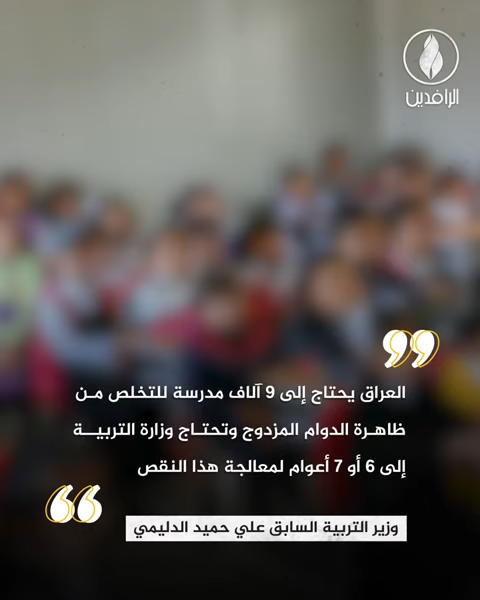 الرافدين
العراق يحتاج إلى 9 آلاف مدرسة للتخلص من
ظاهرة الدوام المزدوج وتحتاج وزارة التربية
إلى 6 أو 7 أعوام لمعالجة هذا النقص
وزير التربية السابق علي حميد الدليمي